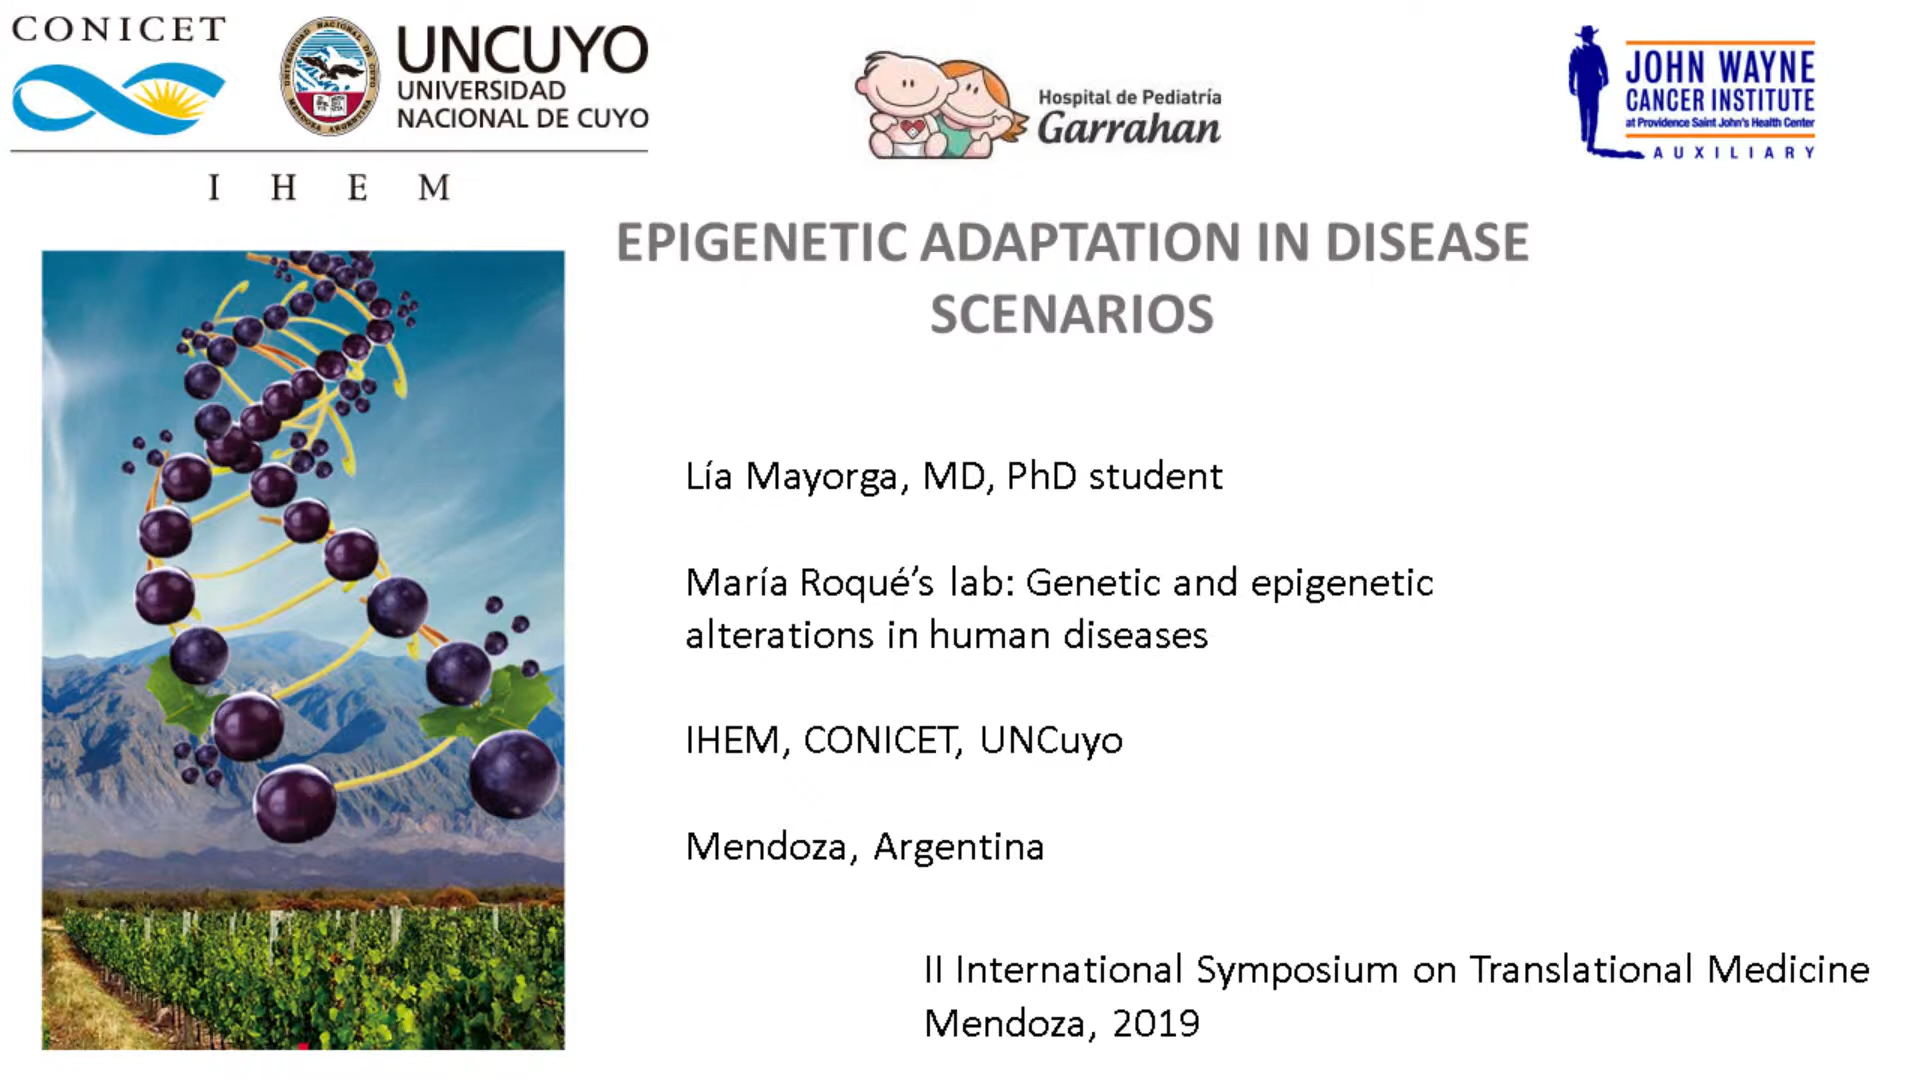 CONICET
UNCUYO
UNIVERSIDAD
NACIONAL DE CUYO
I H E M
Hospital de Pediatría
Garrahan
JOHN WAYNE
CANCER INSTITUTE
at Providence Saint John's Health Center
AUXILIARY
EPIGENETIC ADAPTATION IN DISEASE
SCENARIOS
Lía Mayorga, MD, PhD student
María Roqué’s lab: Genetic and epigenetic
alterations in human diseases
IHEM, CONICET, UNCuyo
Mendoza, Argentina
II International Symposium on Translational Medicine
Mendoza, 2019